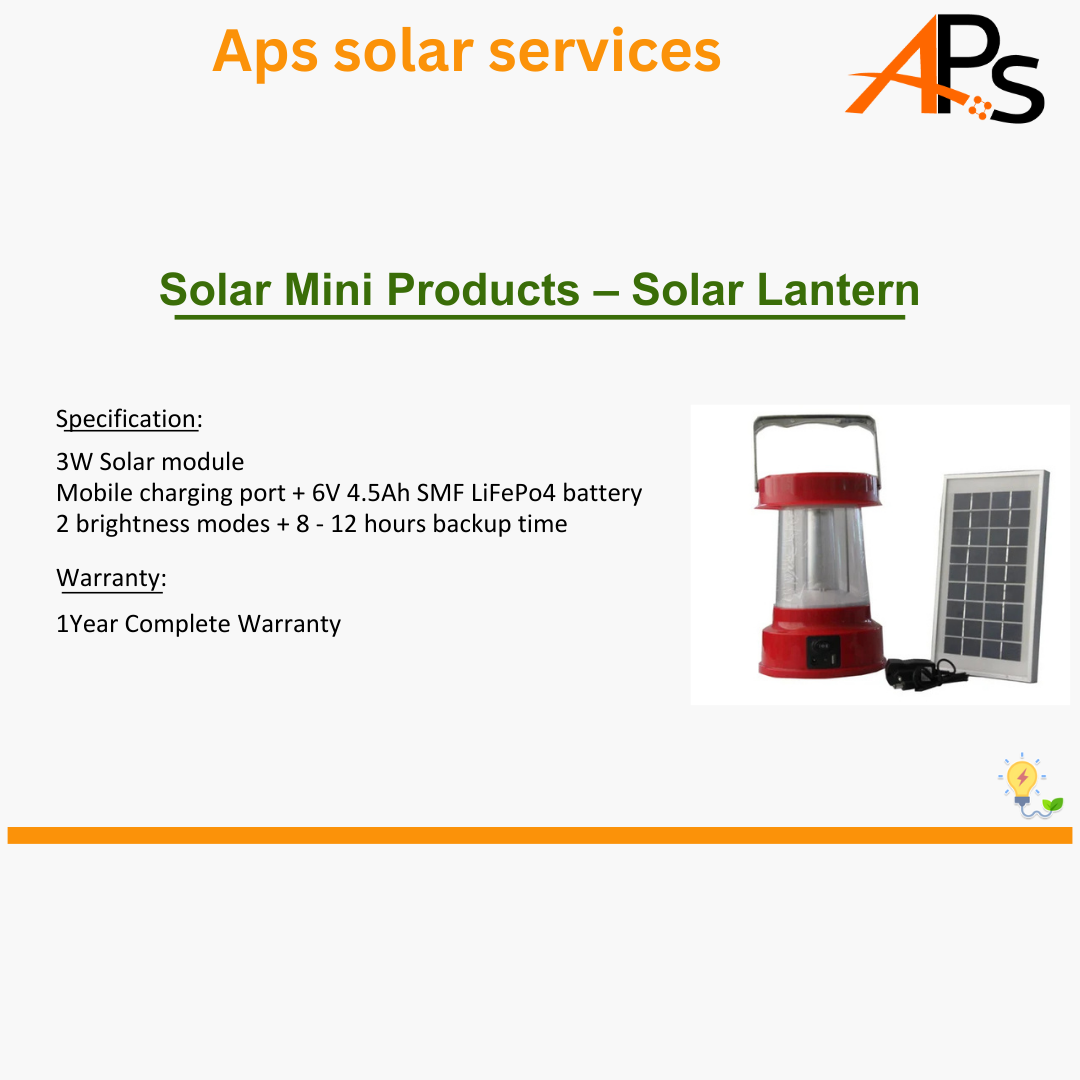 Aps solar services
APS
Solar Mini Products – Solar Lantern
Specification:
3W Solar module
Mobile charging port + 6V 4.5Ah SMF LiFePo4 battery
2 brightness modes + 8 - 12 hours backup time
Warranty:
1Year Complete Warranty